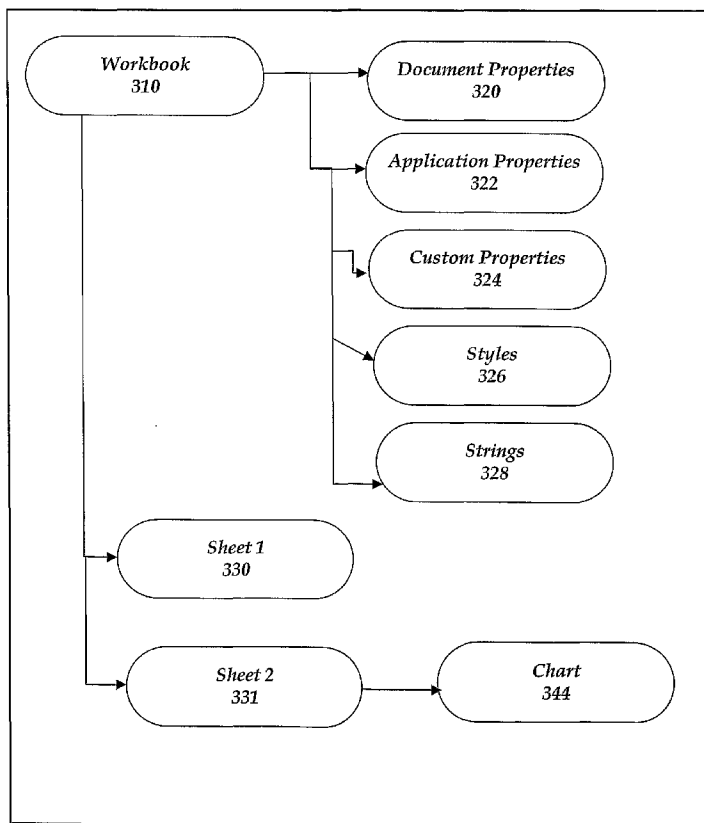 Workbook
310
Document Properties
320
Application Properties
322
Custom Properties
324
Styles
326
Strings
328
Sheet 1
330
Sheet 2
331
Chart
344